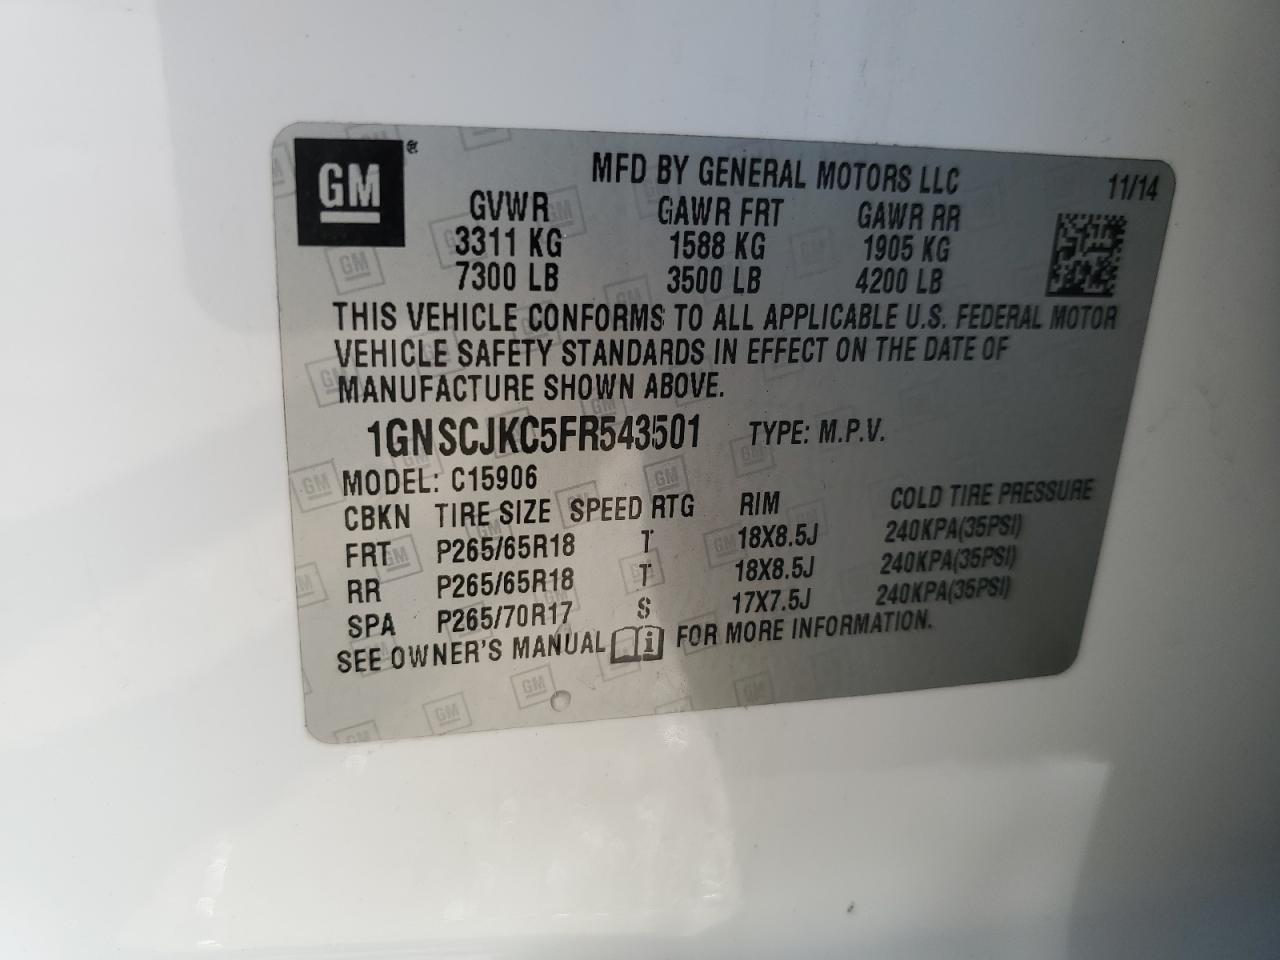 GM®
MFD BY GENERAL MOTORS LLC
11/14
GVWR GAWR FRT GAWR RR
3311 KG 1588 KG 1905 KG
7300 LB 3500 LB 4200 LB
THIS VEHICLE CONFORMS TO ALL APPLICABLE U.S. FEDERAL MOTOR
VEHICLE SAFETY STANDARDS IN EFFECT ON THE DATE OF
MANUFACTURE SHOWN ABOVE.
1GNSCJKC5FR543501 TYPE: M.P.V.
MODEL: C15906
CBKN TIRE SIZE SPEED RTG RIM COLD TIRE PRESSURE
FRT P265/65R18 T 18X8.5J 240KPA(35PSI)
RR P265/65R18 T 18X8.5J 240KPA(35PSI)
SPA P265/70R17 S 17X7.5J 240KPA(35PSI)
SEE OWNER'S MANUAL i FOR MORE INFORMATION.